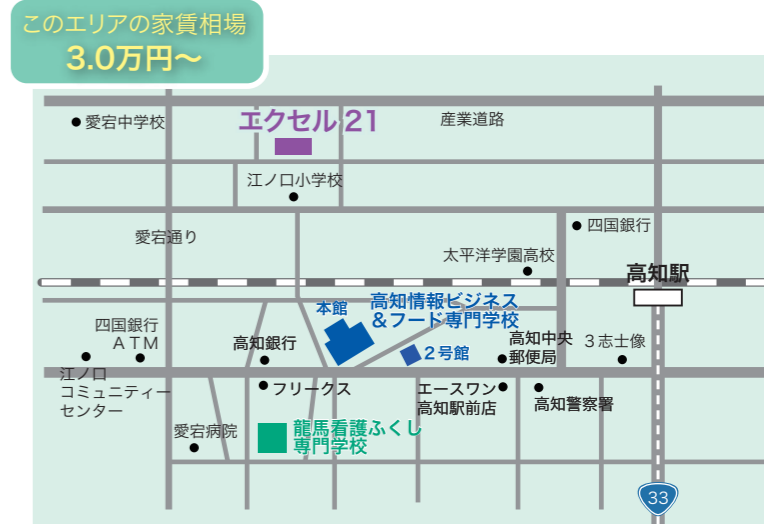 このエリアの家賃相場
3.0万円～
愛宕中学校
エクセル21
産業道路
江ノ口小学校
四国銀行
愛宕通り
太平洋学園高校
高知駅
本館
高知情報ビジネス
＆フード専門学校
四国銀行
ＡＴＭ
高知銀行
２号館
高知中央
郵便局
３志士像
江ノ口
コミュニティー
センター
フリークス
エースワン
高知駅前店
高知警察署
愛宕病院
龍馬看護ふくし
専門学校
33